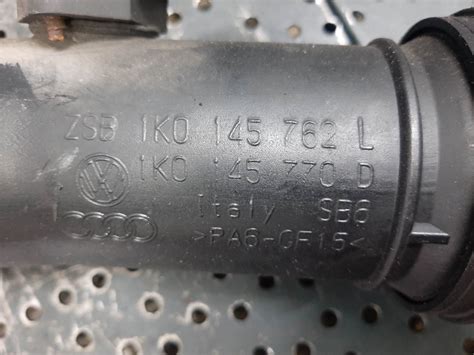 ZSB 1K0 145 762 L
1K0 145 770 D
Italy SB6
>PA6-GF15<